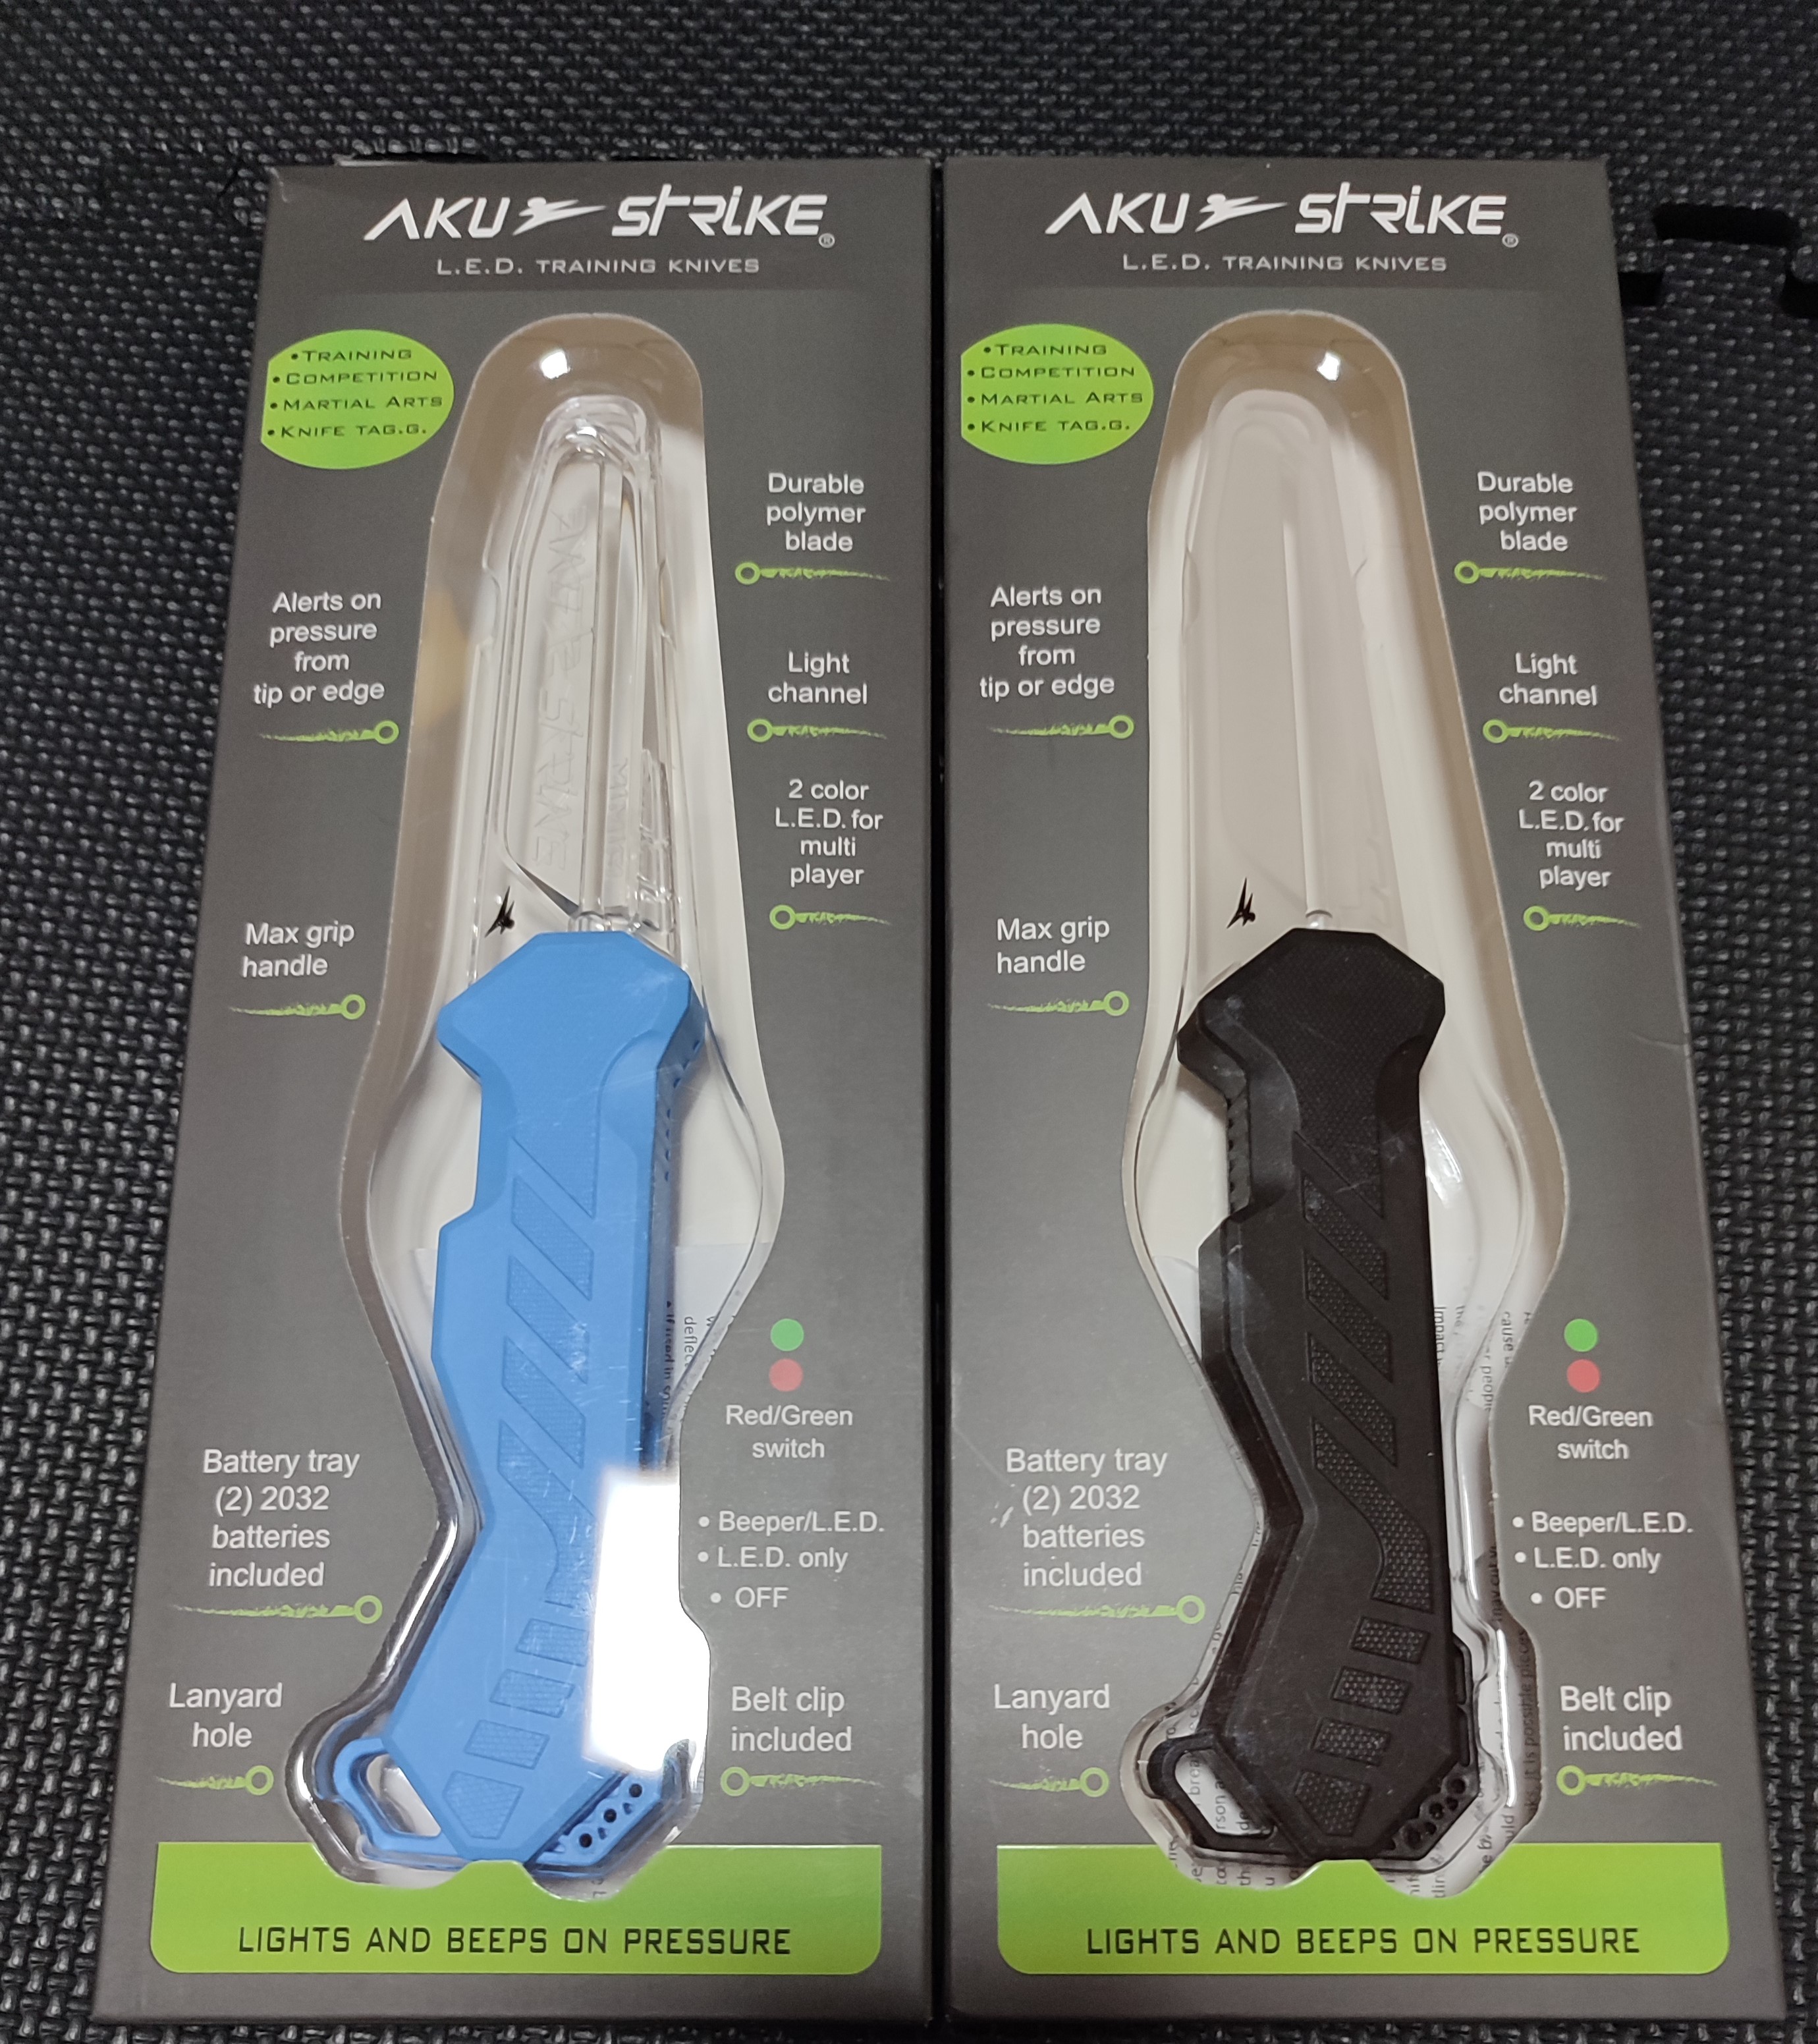 AKU STRIKE®
L.E.D. TRAINING KNIVES
• TRAINING
• COMPETITION
• MARTIAL ARTS
• KNIFE TAG.G.
Durable
polymer
blade
Alerts on
pressure
from
tip or edge
Light
channel
2 color
L.E.D. for
multi
player
Max grip
handle
Red/Green
switch
Battery tray
(2) 2032
batteries
included
• Beeper/L.E.D.
• L.E.D. only
• OFF
Lanyard
hole
Belt clip
included
LIGHTS AND BEEPS ON PRESSURE
AKU STRIKE®
L.E.D. TRAINING KNIVES
• TRAINING
• COMPETITION
• MARTIAL ARTS
• KNIFE TAG.G.
Durable
polymer
blade
Alerts on
pressure
from
tip or edge
Light
channel
2 color
L.E.D. for
multi
player
Max grip
handle
Red/Green
switch
Battery tray
(2) 2032
batteries
included
• Beeper/L.E.D.
• L.E.D. only
• OFF
Lanyard
hole
Belt clip
included
LIGHTS AND BEEPS ON PRESSURE